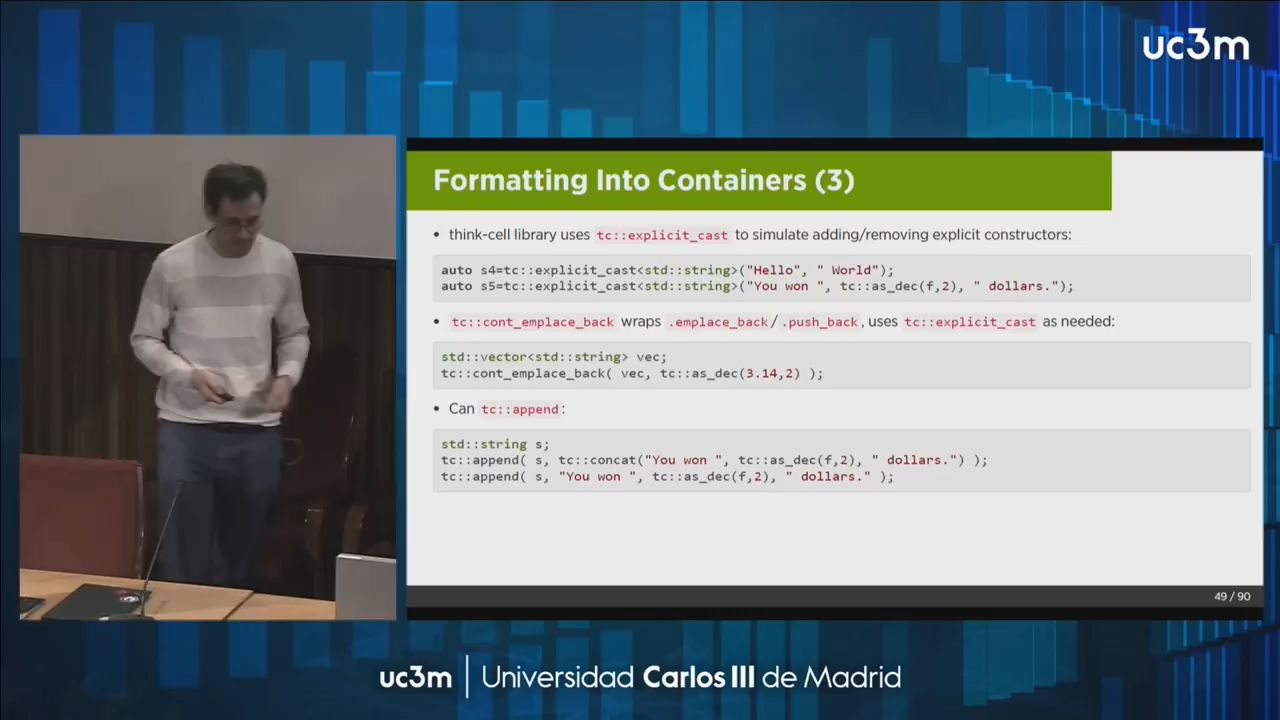 uc3m
Formatting Into Containers (3)
• think-cell library uses tc::explicit_cast to simulate adding/removing explicit constructors:
auto s4=tc::explicit_cast<std::string>("Hello", " World");
auto s5=tc::explicit_cast<std::string>("You won ", tc::as_dec(f,2), " dollars.");
• tc::cont_emplace_back wraps .emplace_back/.push_back, uses tc::explicit_cast as needed:
std::vector<std::string> vec;
tc::cont_emplace_back( vec, tc::as_dec(3.14,2) );
• Can tc::append:
std::string s;
tc::append( s, tc::concat("You won ", tc::as_dec(f,2), " dollars.") );
tc::append( s, "You won ", tc::as_dec(f,2), " dollars." );
49 / 90
uc3m | Universidad Carlos III de Madrid